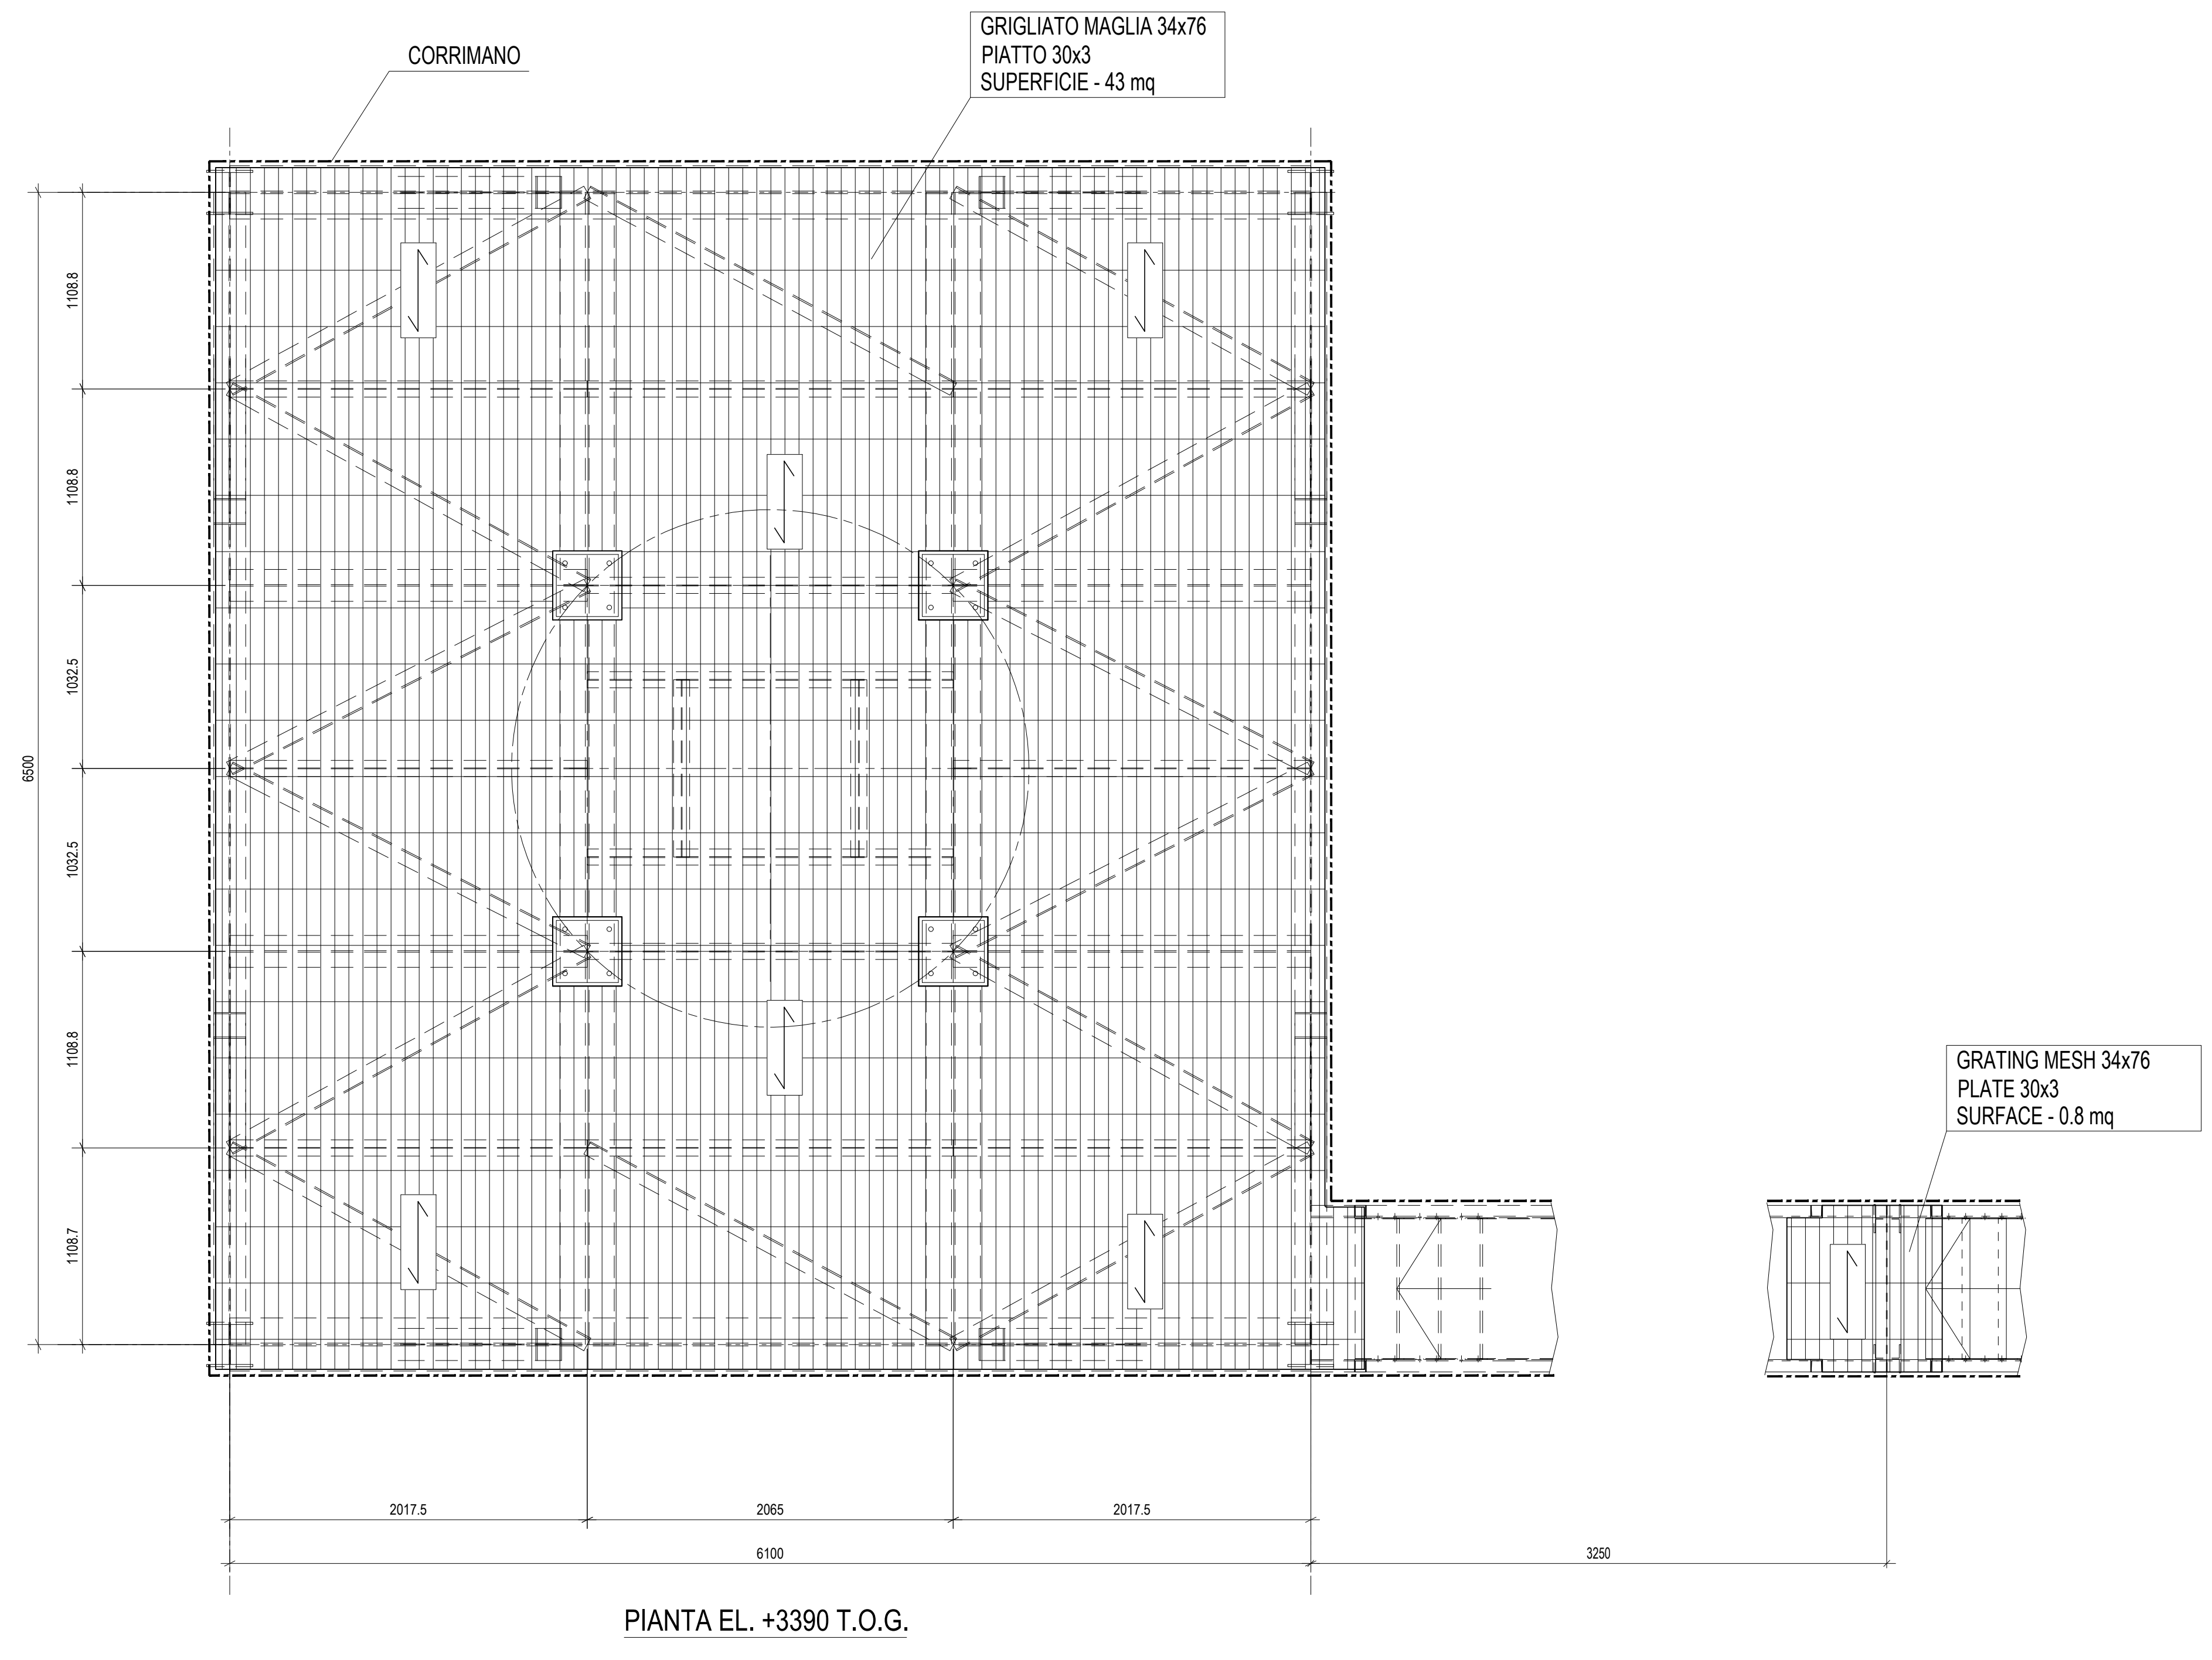 CORRIMANO
GRIGLIATO MAGLIA 34x76
PIATTO 30x3
SUPERFICIE - 43 mq
1108.8
1108.8
1032.5
6500
1032.5
1108.8
1108.7
GRATING MESH 34x76
PLATE 30x3
SURFACE - 0.8 mq
2017.5
2065
2017.5
6100
3250
PIANTA EL. +3390 T.O.G.